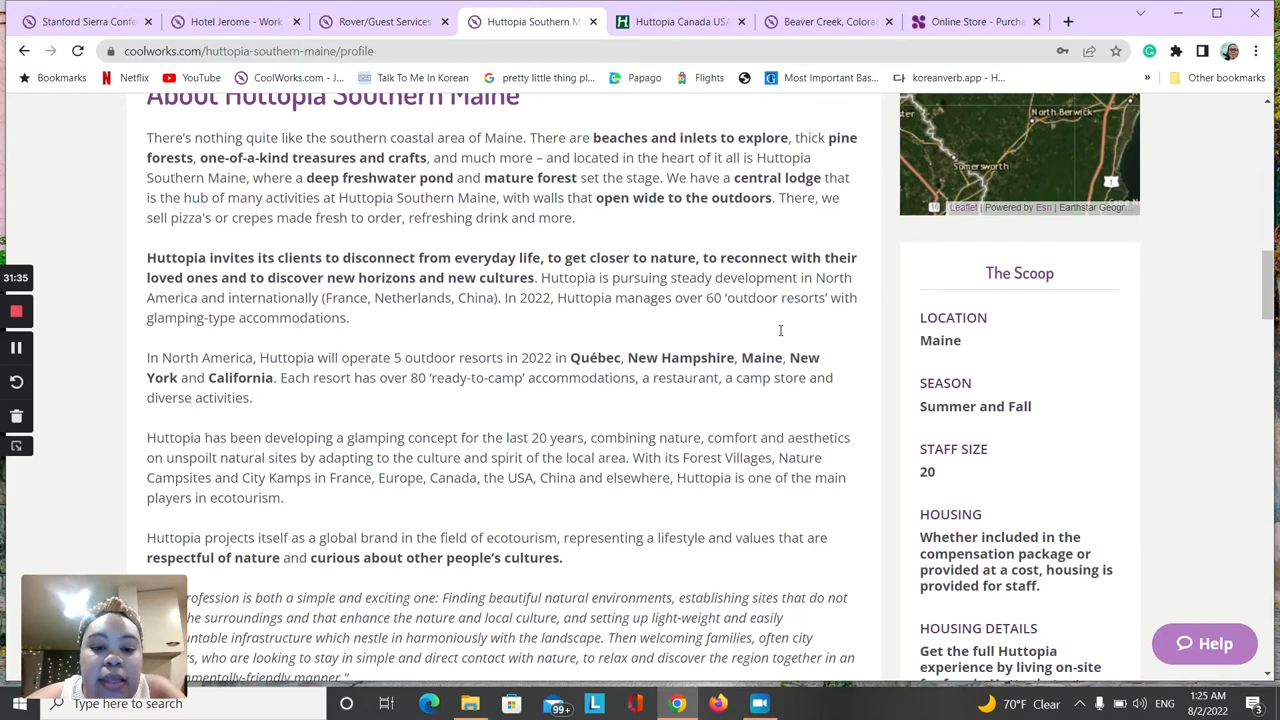 Stanford Sierra Conf
Hotel Jerome - Work
Rover/Guest Services
Huttopia Southern M
Huttopia Canada USA
Beaver Creek, Colorado
Online Store - Purcha
coolworks.com/huttopia-southern-maine/profile
Bookmarks
Netflix
YouTube
CoolWorks.com - J...
Talk To Me In Korean
pretty little thing pl...
Papago
Flights
Most Important Bas...
koreanverb.app - H...
»
Other bookmarks
About Huttopia Southern Maine
There's nothing quite like the southern coastal area of Maine. There are beaches and inlets to explore, thick pine
forests, one-of-a-kind treasures and crafts, and much more – and located in the heart of it all is Huttopia
Southern Maine, where deep freshwater pond and mature forest set the stage. We have a central lodge that
is the hub of many activities at Huttopia Southern Maine, with walls that open wide to the outdoors. There, we
sell pizza's or crepes made fresh to order, refreshing drink and more.
Huttopia invites its clients to disconnect from everyday life, to get closer to nature, to reconnect with their
loved ones and to discover new horizons and new cultures. Huttopia is pursuing steady development in North
America and internationally (France, Netherlands, China). In 2022, Huttopia manages over 60 'outdoor resorts' with
glamping-type accommodations.
In North America, Huttopia will operate 5 outdoor resorts in 2022 in Québec, New Hampshire, Maine, New
York and California. Each resort has over 80 'ready-to-camp' accommodations, a restaurant, a camp store and
diverse activities.
Huttopia has been developing a glamping concept for the last 20 years, combining nature, comfort and aesthetics
on unspoilt natural sites by adapting to the culture and spirit of the local area. With its Forest Villages, Nature
Campsites and City Kamps in France, Europe, Canada, the USA, China and elsewhere, Huttopia is one of the main
players in ecotourism.
Huttopia projects itself as a global brand in the field of ecotourism, representing a lifestyle and values that are
respectful of nature and curious about other people's cultures.
rofession is both a simple and exciting one: Finding beautiful natural environments, establishing sites that do not
he surroundings and that enhance the nature and local culture, and setting up light-weight and easily
untable infrastructure which nestle in harmoniously with the landscape. Then welcoming families, often city
rs, who are looking to stay in simple and direct contact with nature, to relax and discover the region together in an
nmentally-friendly manner."
North Berwick
Somersworth
1
16
Leaflet | Powered by Esri | Earthstar Geogr...
The Scoop
LOCATION
Maine
SEASON
Summer and Fall
STAFF SIZE
20
HOUSING
Whether included in the
compensation package or
provided at a cost, housing is
provided for staff.
HOUSING DETAILS
Get the full Huttopia
experience by living on-site
Help
31:35
Type here to search
99+
70°F Clear
ENG
1:25 AM
8/2/2022
3